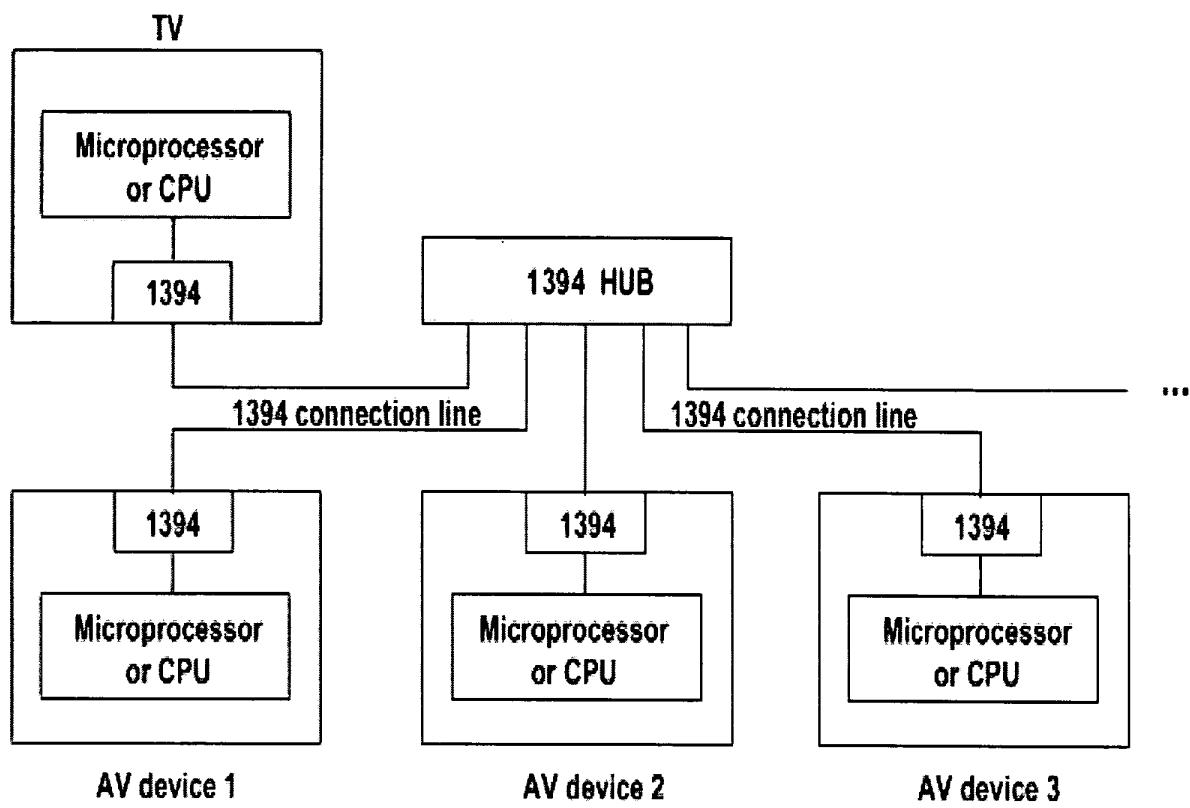 TV
Microprocessor
or CPU
1394
1394 HUB
...
1394 connection line
1394 connection line
1394
Microprocessor
or CPU
AV device 1
1394
Microprocessor
or CPU
AV device 2
1394
Microprocessor
or CPU
AV device 3